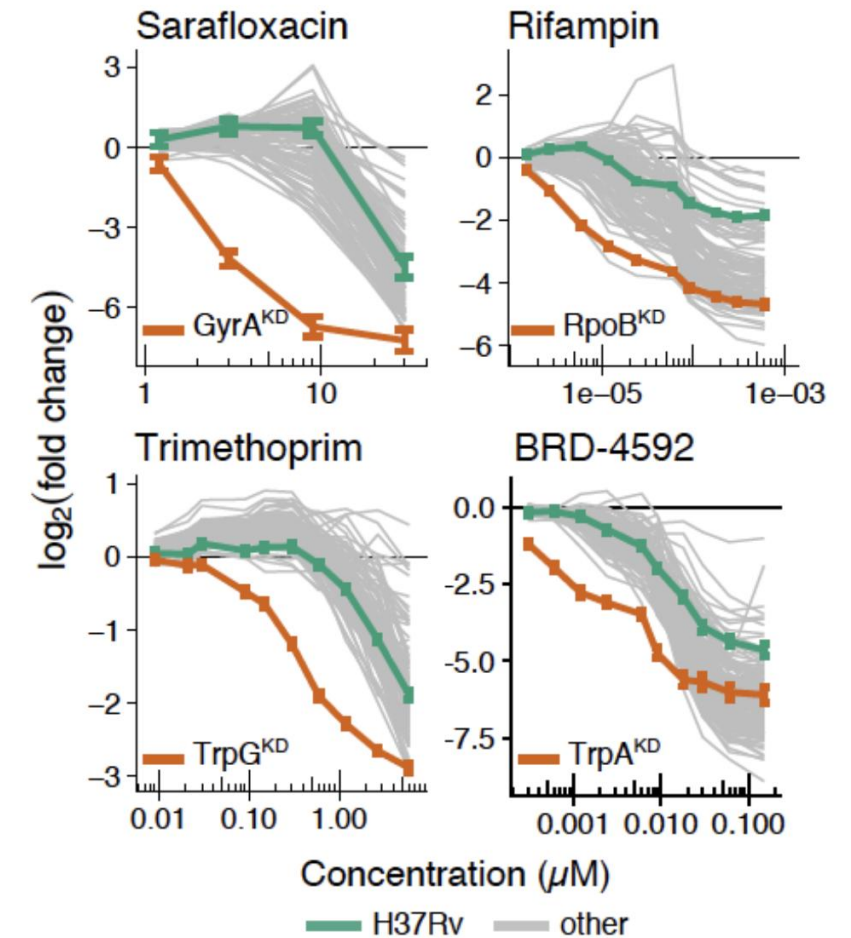 Sarafloxacin
3
0
−3
−6
GyrA^KD
1
10
Rifampin
2
0
−2
−4
−6
RpoB^KD
1e−05
1e−03
log2(fold change)
Trimethoprim
1
0
−1
−2
−3
TrpG^KD
0.01
0.10
1.00
BRD-4592
0.0
-2.5
-5.0
-7.5
TrpA^KD
0.001
0.010
0.100
Concentration (µM)
H37Rv
other